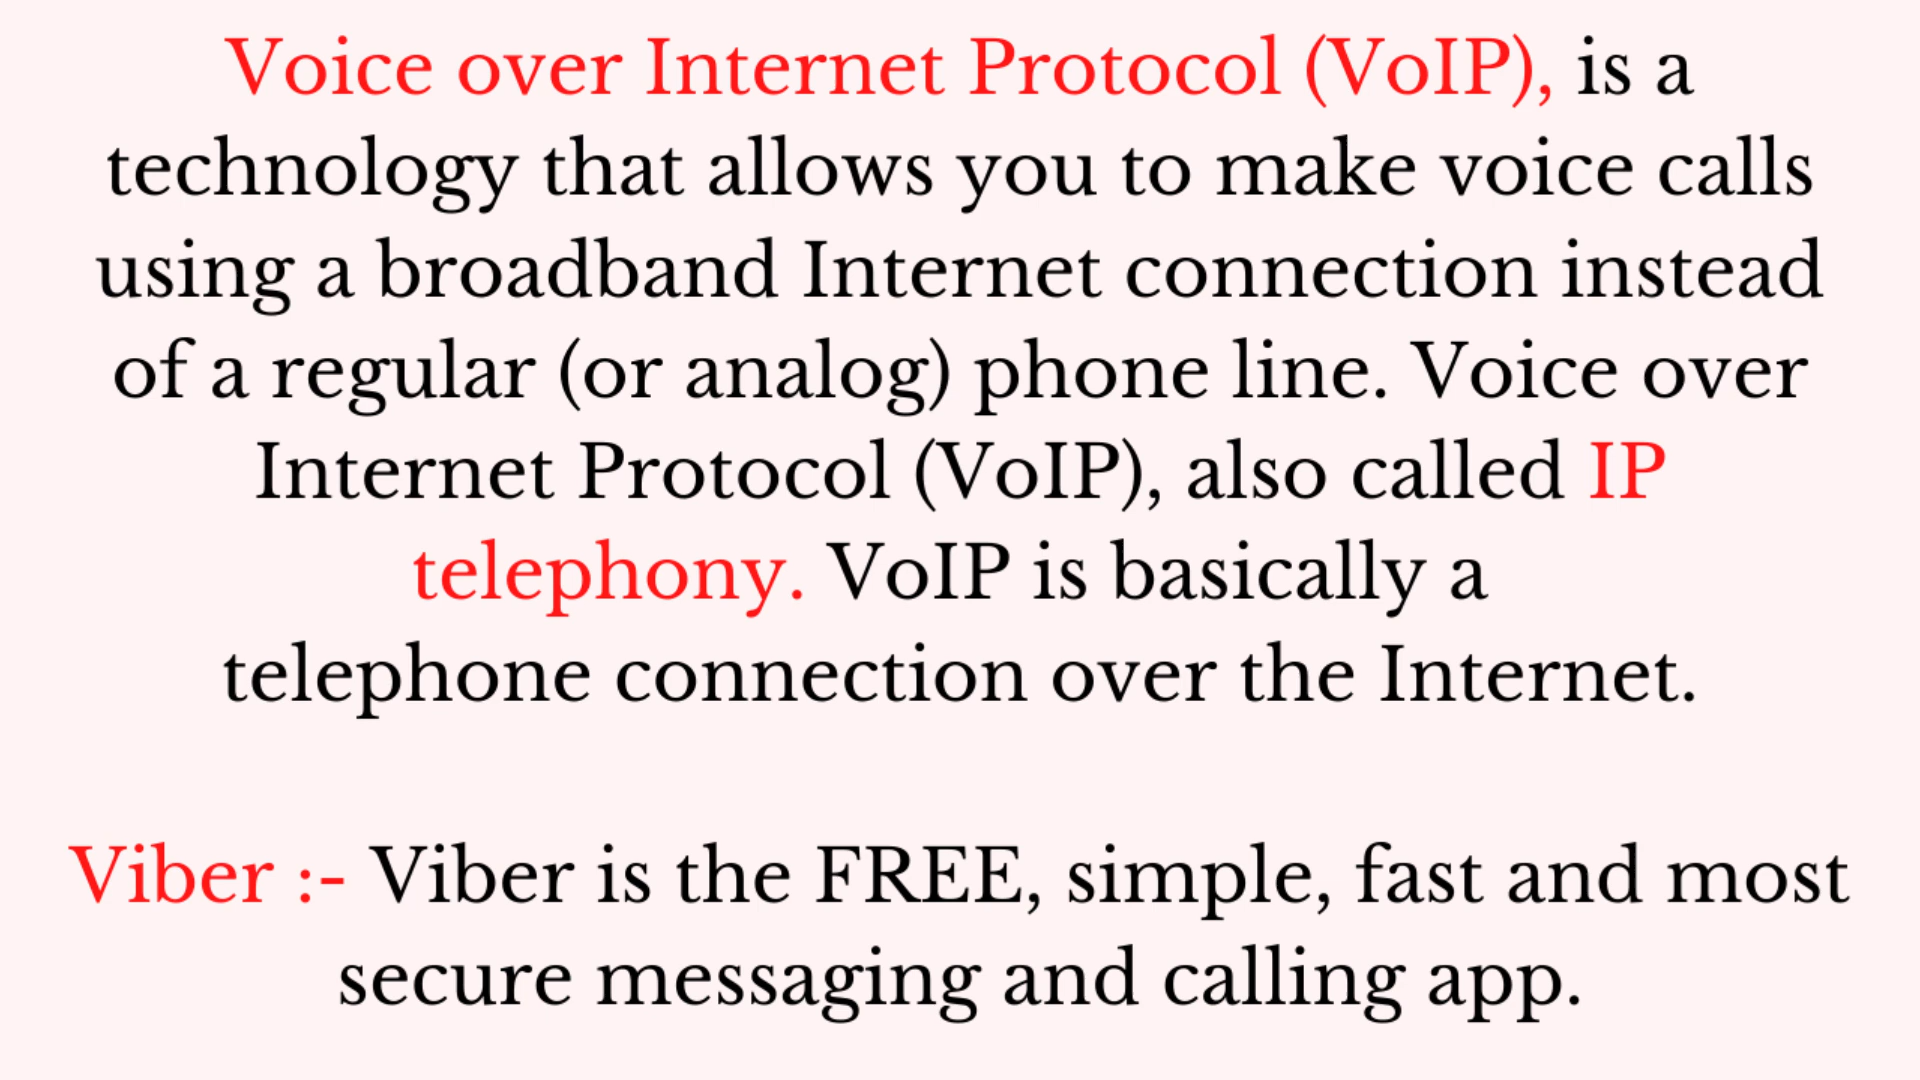 Voice over Internet Protocol (VoIP), is a
technology that allows you to make voice calls
using a broadband Internet connection instead
of a regular (or analog) phone line. Voice over
Internet Protocol (VoIP), also called IP
telephony. VoIP is basically a
telephone connection over the Internet.
Viber :- Viber is the FREE, simple, fast and most
secure messaging and calling app.